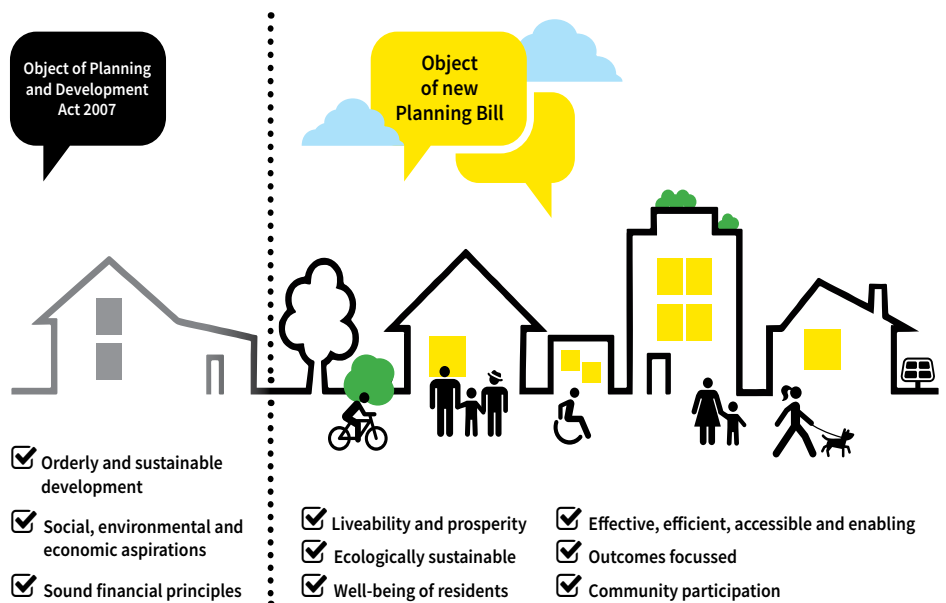 Object of Planning
and Development
Act 2007
Object
of new
Planning Bill
Orderly and sustainable
development
Social, environmental and
economic aspirations
Sound financial principles
Liveability and prosperity
Ecologically sustainable
Well-being of residents
Effective, efficient, accessible and enabling
Outcomes focussed
Community participation